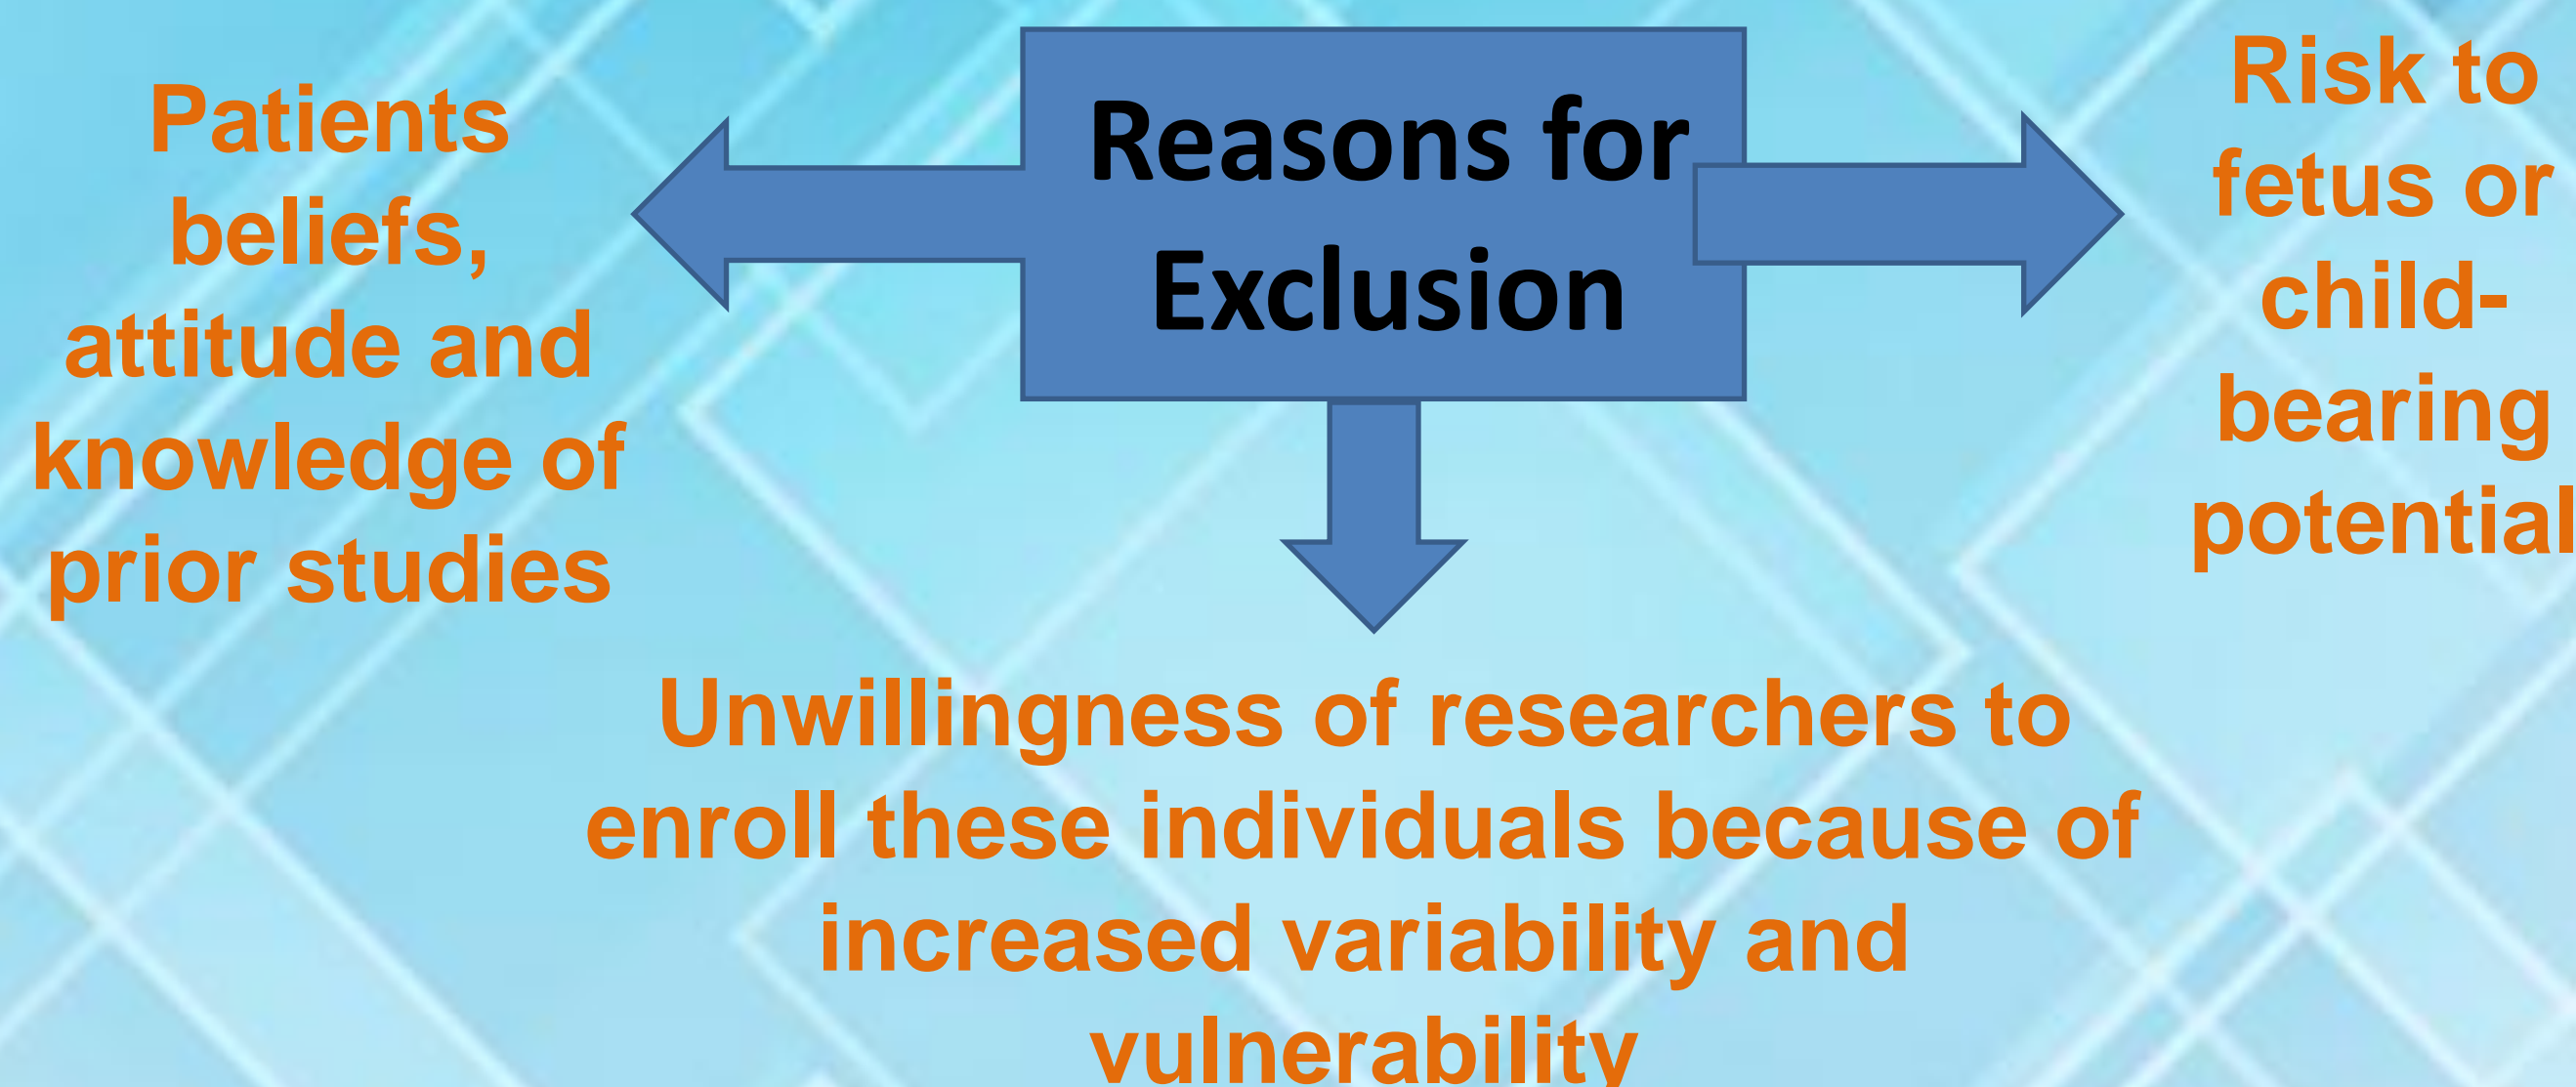 Reasons for
Exclusion
Patients
beliefs,
attitude and
knowledge of
prior studies
Risk to
fetus or
child-
bearing
potential
Unwillingness of researchers to
enroll these individuals because of
increased variability and
vulnerability